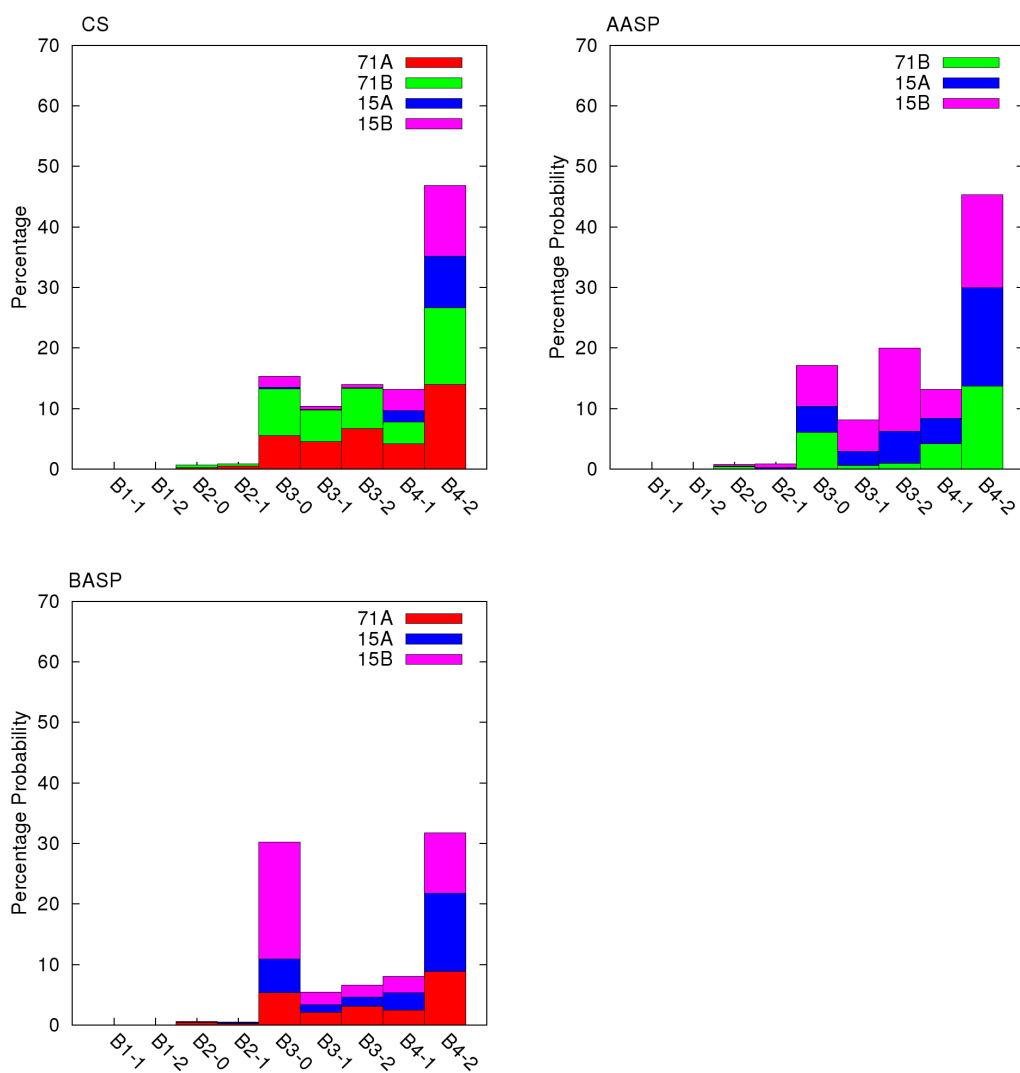 CS
70
60
50
40
30
20
10
0
Percentage
71A
71B
15A
15B
B1-1
B1-2
B2-0
B2-1
B3-0
B3-1
B3-2
B4-1
B4-2
AASP
70
60
50
40
30
20
10
0
Percentage Probability
71B
15A
15B
B1-1
B1-2
B2-0
B2-1
B3-0
B3-1
B3-2
B4-1
B4-2
BASP
70
60
50
40
30
20
10
0
Percentage Probability
71A
15A
15B
B1-1
B1-2
B2-0
B2-1
B3-0
B3-1
B3-2
B4-1
B4-2